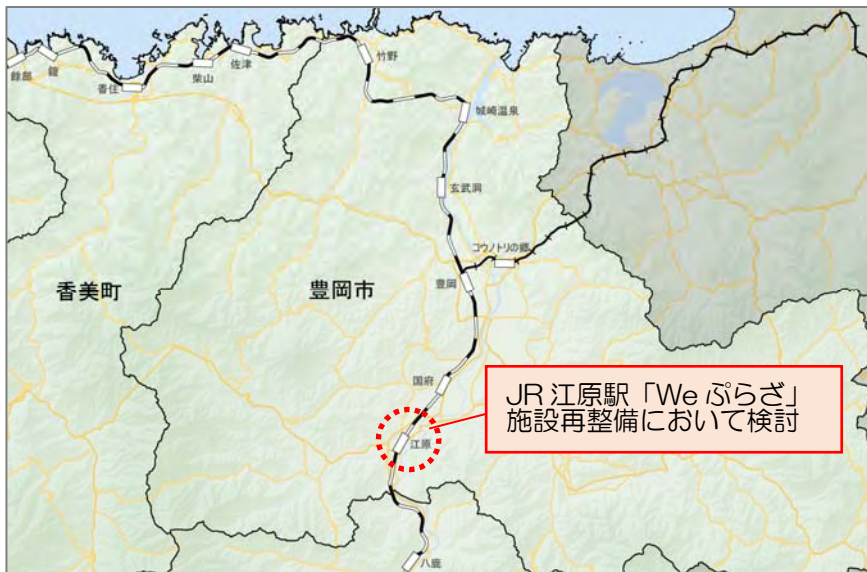 餘部
鎧
香住
柴山
佐津
竹野
城崎温泉
玄武洞
コウノトリの郷
豊岡
香美町
豊岡市
国府
JR 江原駅「We ぷらざ」
施設再整備において検討
江原
八鹿